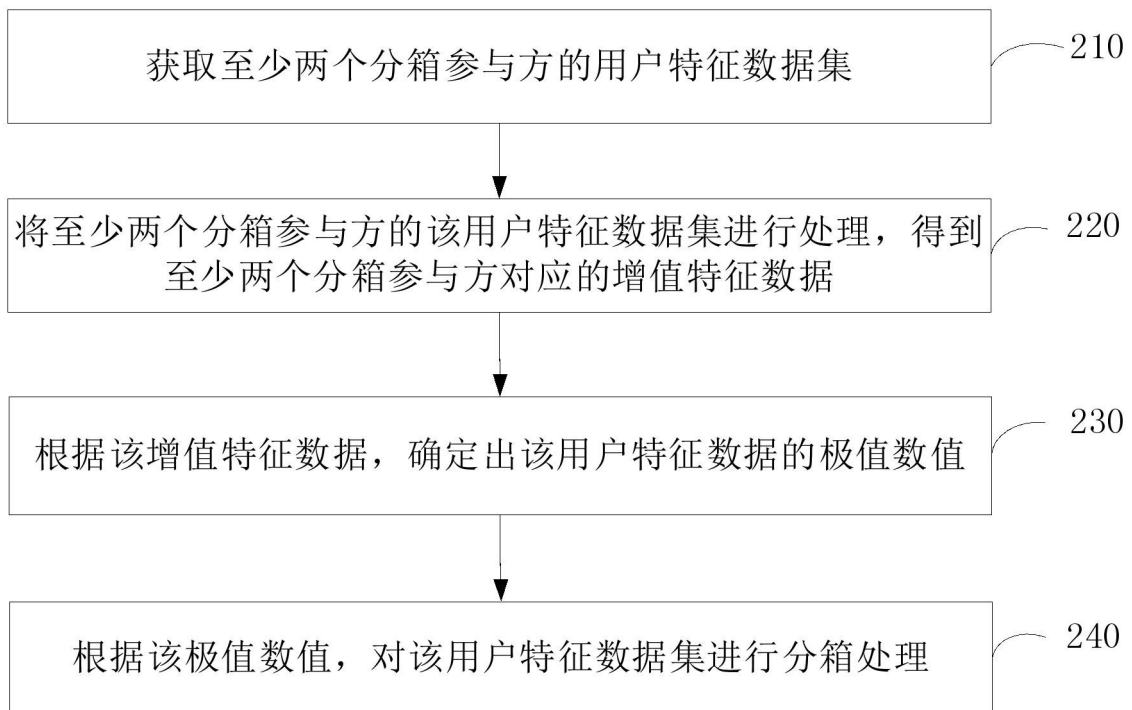 获取至少两个分箱参与方的用户特征数据集
210
将至少两个分箱参与方的该用户特征数据集进行处理，得到
至少两个分箱参与方对应的增值特征数据
220
根据该增值特征数据，确定出该用户特征数据的极值数值
230
根据该极值数值，对该用户特征数据集进行分箱处理
240